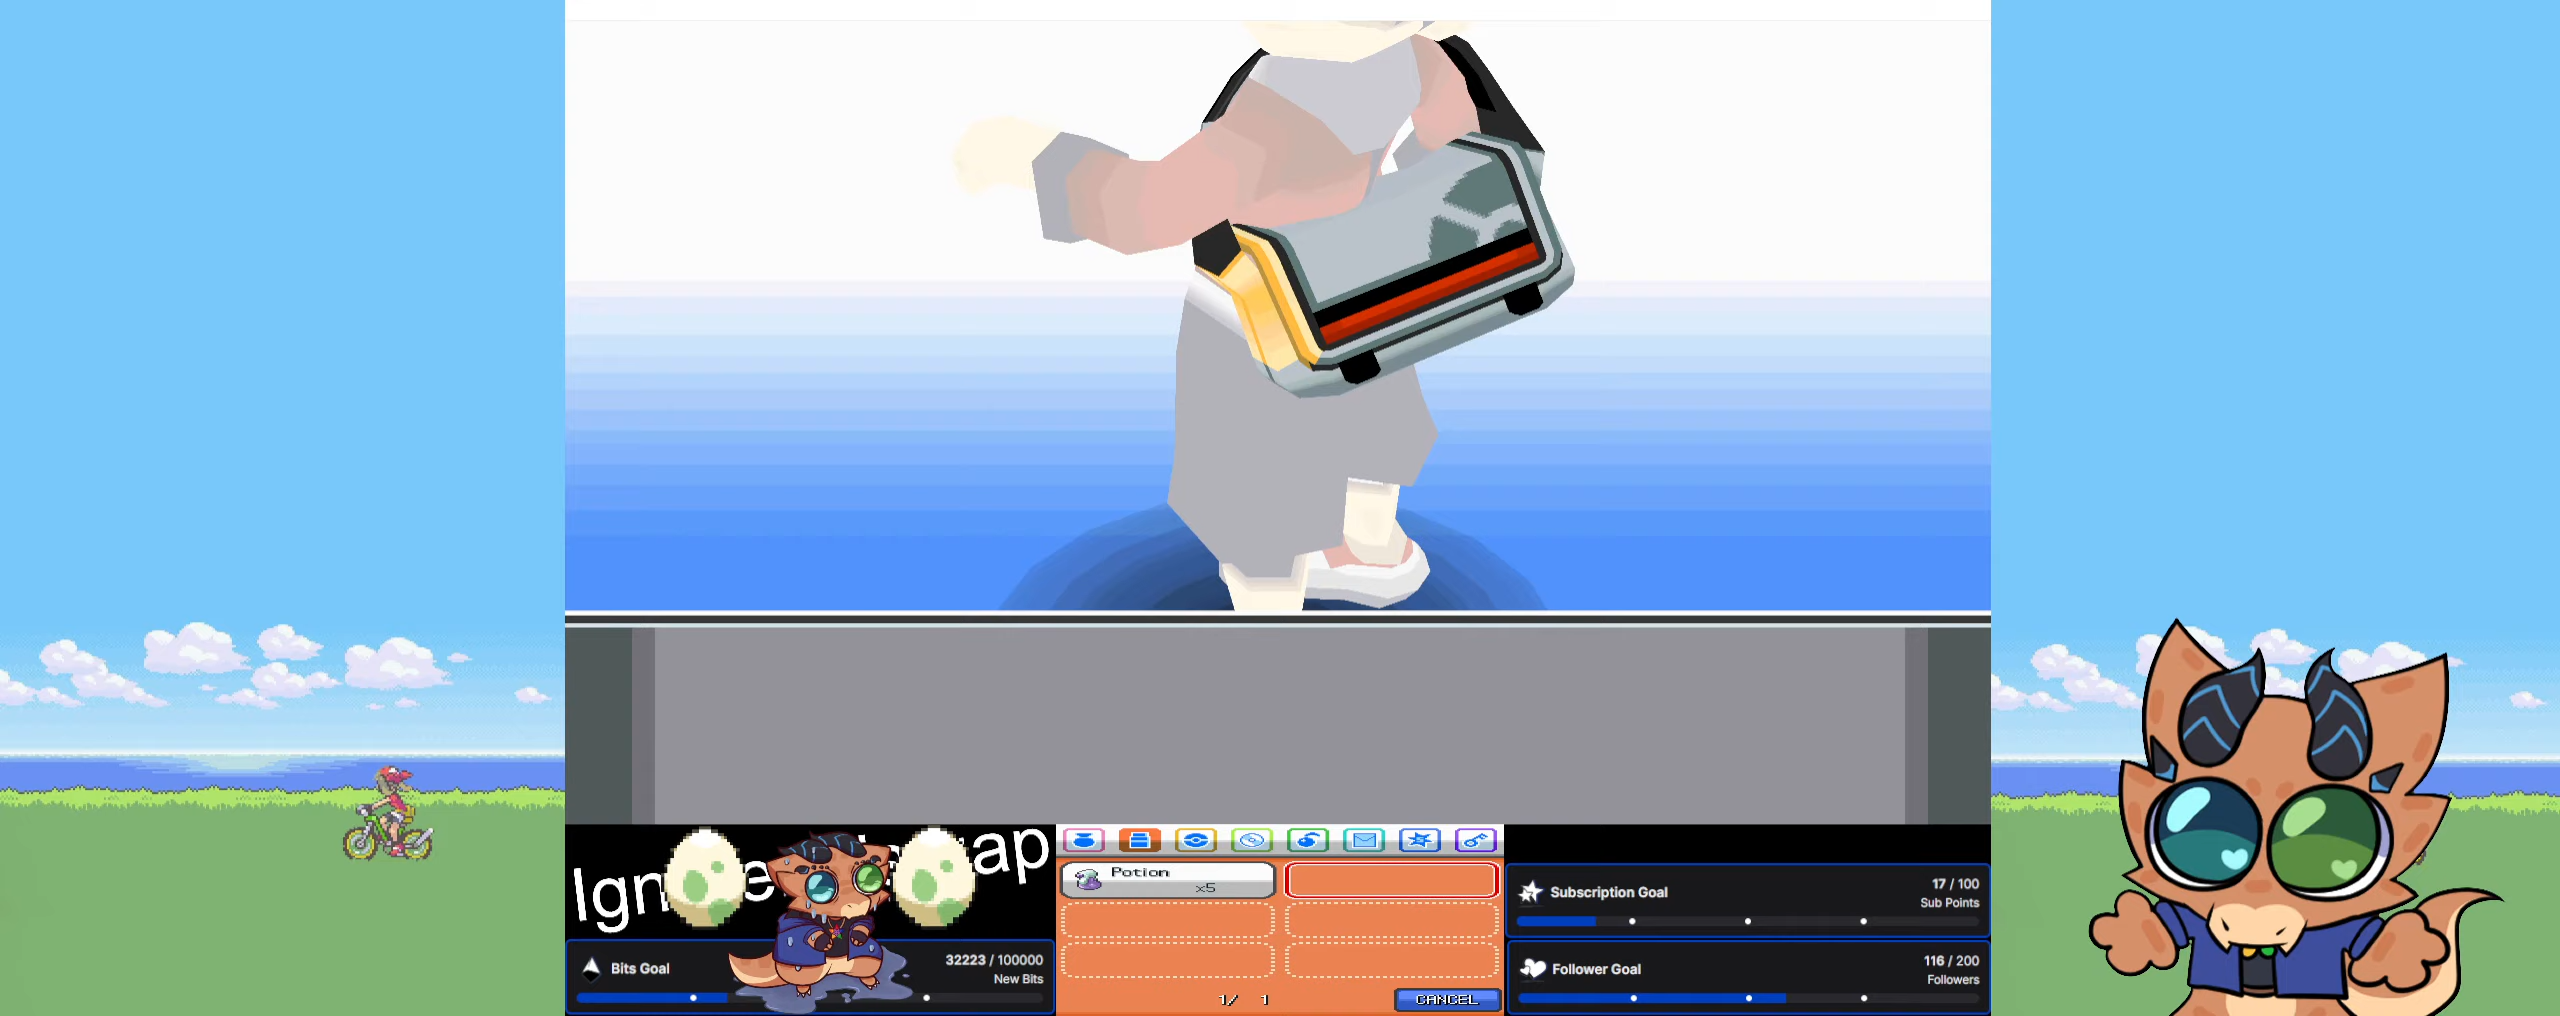 Potion
x5
1/ 1
CANCEL
Bits Goal
32223 / 100000
New Bits
Subscription Goal
17 / 100
Sub Points
Follower Goal
116 / 200
Followers